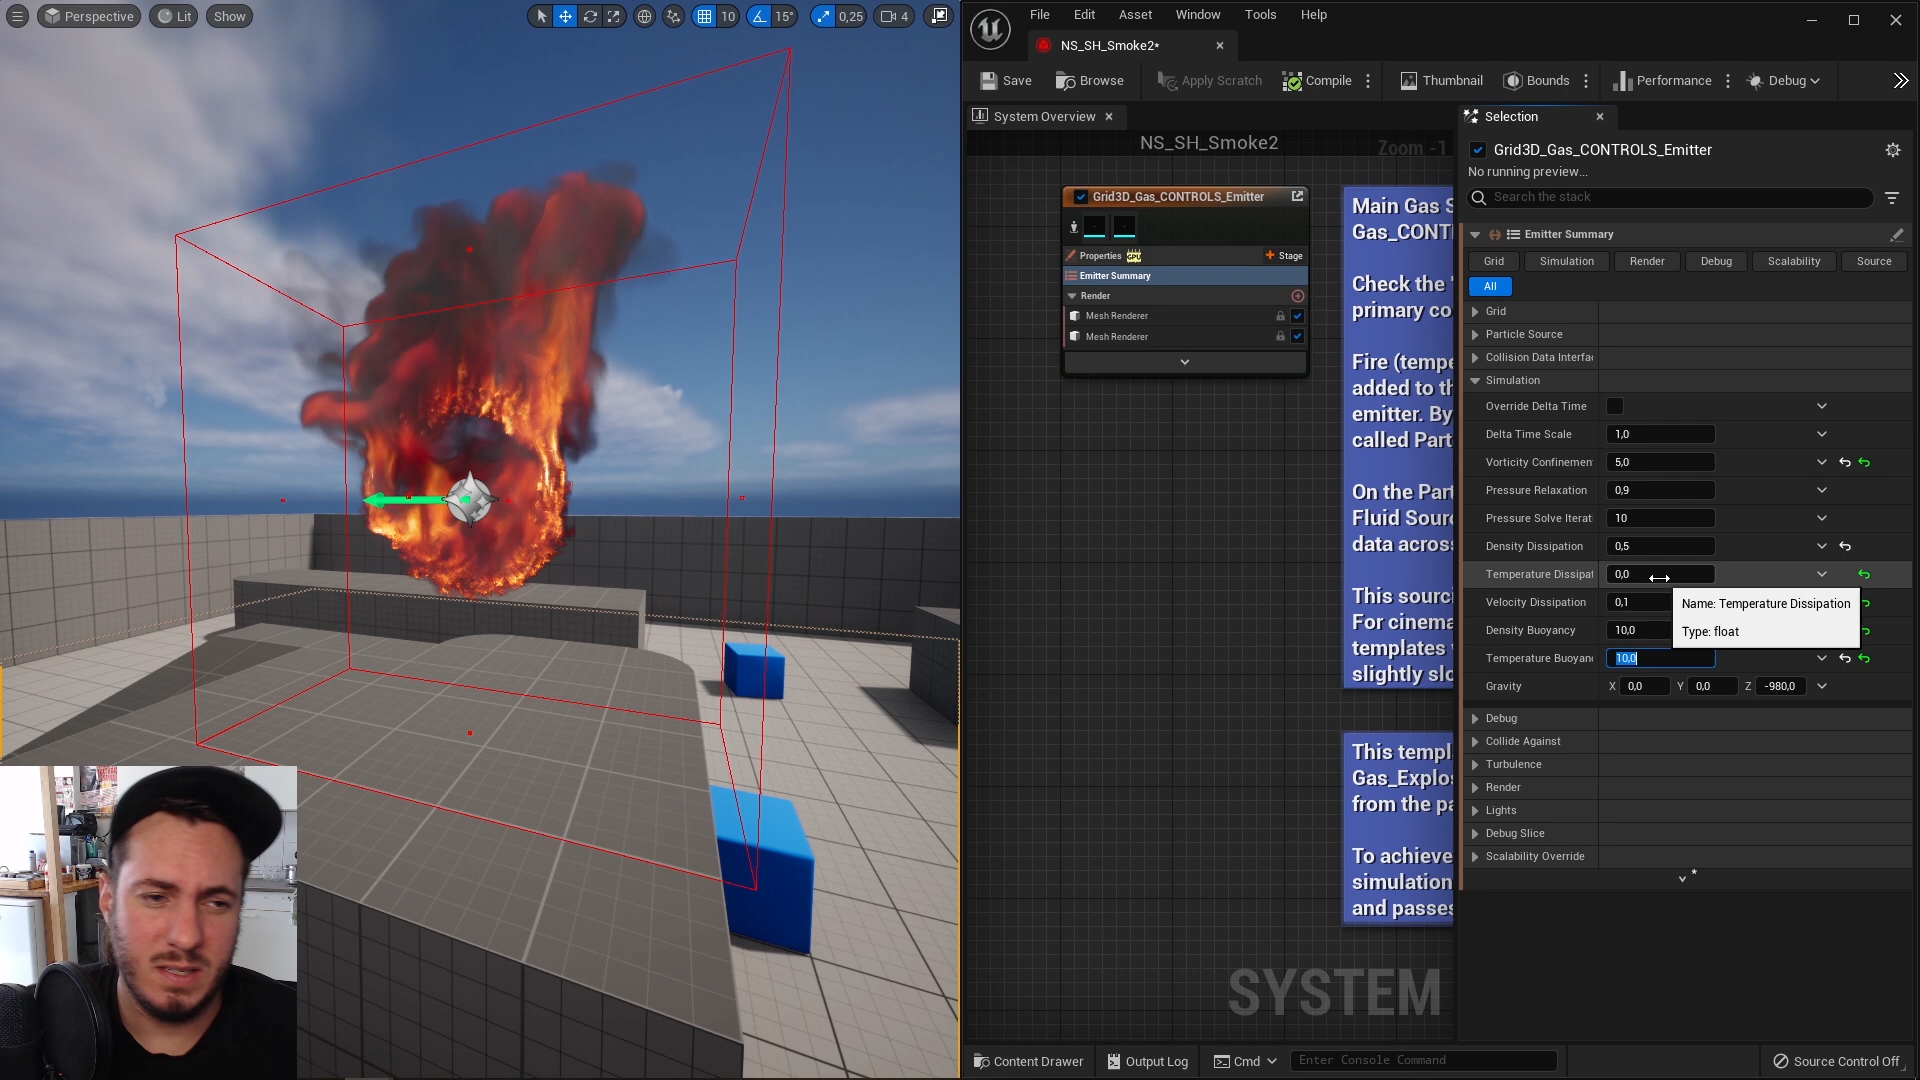 Perspective
Lit
Show
10
15°
0,25
4
File
Edit
Asset
Window
Tools
Help
NS_SH_Smoke2*
Save
Browse
Apply Scratch
Compile
Thumbnail
Bounds
Performance
Debug
System Overview
Selection
NS_SH_Smoke2
Zoom -1
Grid3D_Gas_CONTROLS_Emitter
Properties
GPU
Stage
Emitter Summary
Render
Mesh Renderer
Mesh Renderer
Main Gas S
Gas_CONT
Check the
primary co
Fire (tempe
added to th
emitter. By
called Part
On the Part
Fluid Sourc
data across
This sourc
For cinema
templates
slightly slo
This templ
Gas_Explos
from the pa
To achieve
simulation
and passes
SYSTEM
Grid3D_Gas_CONTROLS_Emitter
No running preview...
Search the stack
Emitter Summary
Grid
Simulation
Render
Debug
Scalability
Source
All
Grid
Particle Source
Collision Data Interfac
Simulation
Override Delta Time
Delta Time Scale
1,0
Vorticity Confinemen
5,0
Pressure Relaxation
0,9
Pressure Solve Iterati
10
Density Dissipation
0,5
Temperature Dissipat
0,0
Velocity Dissipation
0,1
Name: Temperature Dissipation
Type: float
Density Buoyancy
10,0
Temperature Buoyanc
10,0
Gravity
X 0,0 Y 0,0 Z -980,0
Debug
Collide Against
Turbulence
Render
Lights
Debug Slice
Scalability Override
Content Drawer
Output Log
Cmd
Enter Console Command
Source Control Off